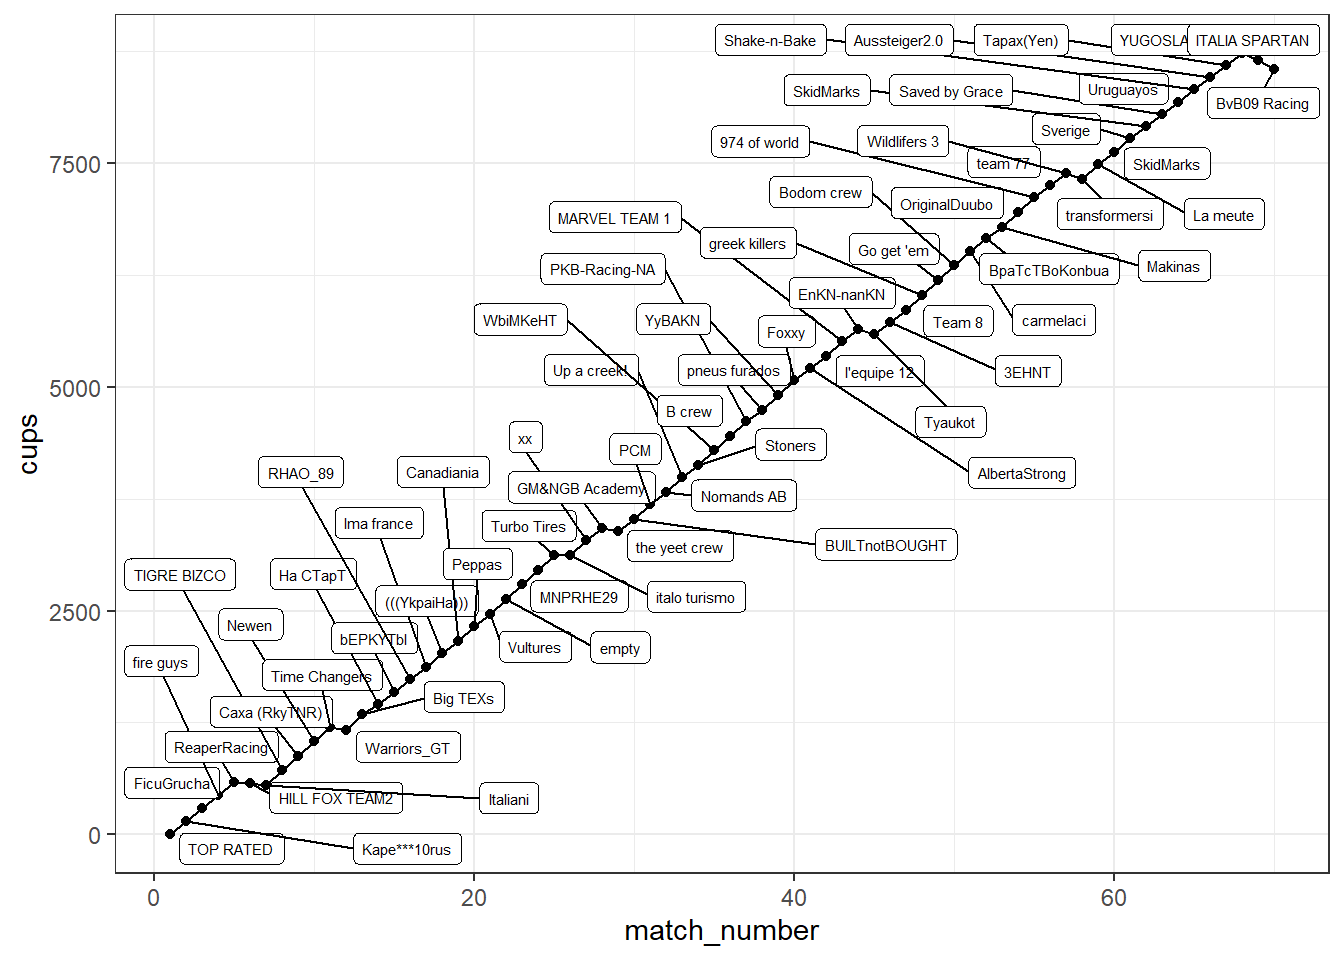 Shake-n-Bake
Aussteiger2.0
Tapax(Yen)
YUGOSLA
ITALIA SPARTAN
SkidMarks
Saved by Grace
Uruguayos
BvB09 Racing
974 of world
Wildlifers 3
Sverige
team 77
SkidMarks
7500
Bodom crew
OriginalDuubo
transformersi
La meute
MARVEL TEAM 1
greek killers
Go get 'em
BpaTcTBoKonbua
Makinas
PKB-Racing-NA
EnKN-nanKN
WbiMKeHT
YyBAKN
Foxxy
Team 8
carmelaci
Up a creek!
pneus furados
l'equipe 12
3EHNT
5000
B crew
Tyaukot
xx
PCM
Stoners
AlbertaStrong
RHAO_89
Canadiania
GM&NGB Academy
Nomands AB
Ima france
Turbo Tires
the yeet crew
BUILTnotBOUGHT
TIGRE BIZCO
Ha CTapT
Peppas
(((YkpaiHa)))
MNPRHE29
italo turismo
2500
Newen
bEPKYTbI
Vultures
empty
fire guys
Time Changers
Big TEXs
Caxa (RkyTNR)
ReaperRacing
Warriors_GT
FicuGrucha
HILL FOX TEAM2
Italiani
0
TOP RATED
Kape***10rus
0
20
40
60
match_number
cups